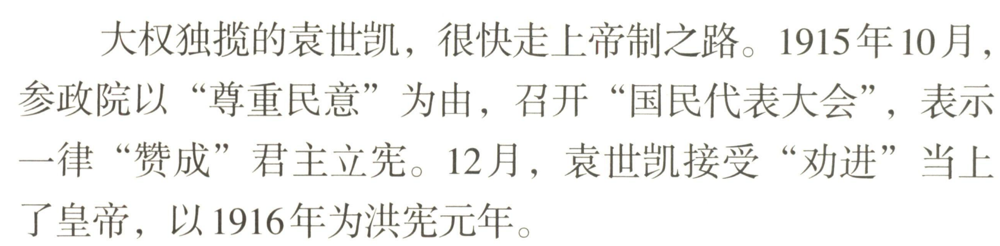 大权独揽的袁世凯，很快走上帝制之路。1915年10月，
参政院以“尊重民意”为由，召开“国民代表大会”，表示
一律“赞成”君主立宪。12月，袁世凯接受“劝进”当上
了皇帝，以1916年为洪宪元年。